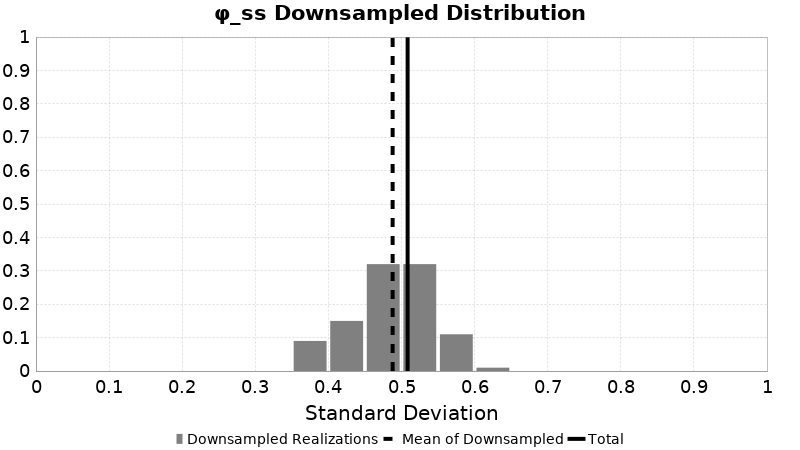 φ_ss Downsampled Distribution
1
0.9
0.8
0.7
0.6
0.5
0.4
0.3
0.2
0.1
0
0 0.1 0.2 0.3 0.4 0.5 0.6 0.7 0.8 0.9 1
Standard Deviation
Downsampled Realizations Mean of Downsampled Total